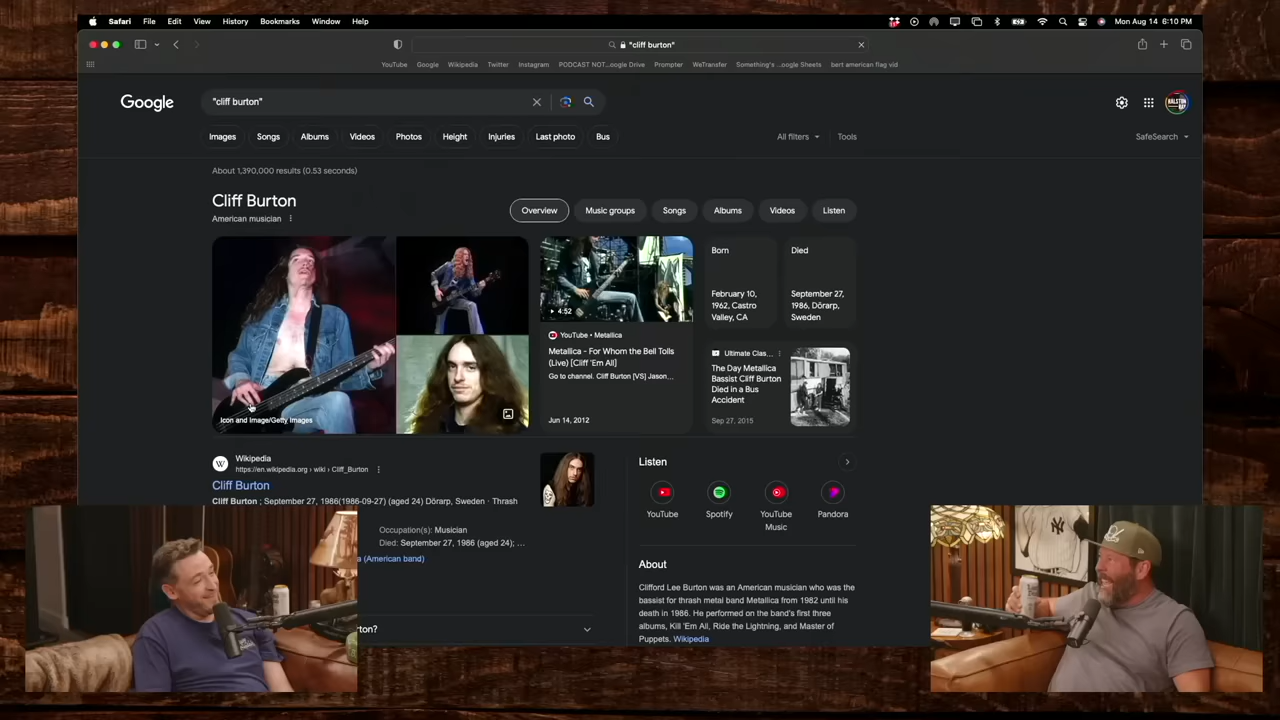 Safari File Edit View History Bookmarks Window Help Mon Aug 14 6:10 PM
"cliff burton"
YouTube Google Wikipedia Twitter Instagram PODCAST NOT...oogle Drive Prompter WeTransfer Something's ...oogle Sheets bert american flag vid
Google "cliff burton"
Images Songs Albums Videos Photos Height Injuries Last photo Bus All filters Tools SafeSearch
About 1,390,000 results (0.53 seconds)
Cliff Burton
American musician
Overview Music groups Songs Albums Videos Listen
Icon and Image/Getty Images
4:52
YouTube • Metallica
Metallica - For Whom the Bell Tolls
(Live) [Cliff 'Em All]
Go to channel. Cliff Burton [VS] Jason...
Jun 14, 2012
Born
February 10,
1962, Castro
Valley, CA
Died
September 27,
1986, Dörarp,
Sweden
Ultimate Clas...
The Day Metallica
Bassist Cliff Burton
Died in a Bus
Accident
Sep 27, 2015
Wikipedia
https://en.wikipedia.org › wiki › Cliff_Burton
Cliff Burton
Cliff Burton ; September 27, 1986(1986-09-27) (aged 24) Dörarp, Sweden · Thrash
Occupation(s): Musician
Died: September 27, 1986 (aged 24); ...
a (American band)
rton?
Listen
YouTube Spotify YouTube Music Pandora
About
Clifford Lee Burton was an American musician who was the
bassist for thrash metal band Metallica from 1982 until his
death in 1986. He performed on the band's first three
albums, Kill 'Em All, Ride the Lightning, and Master of
Puppets. Wikipedia